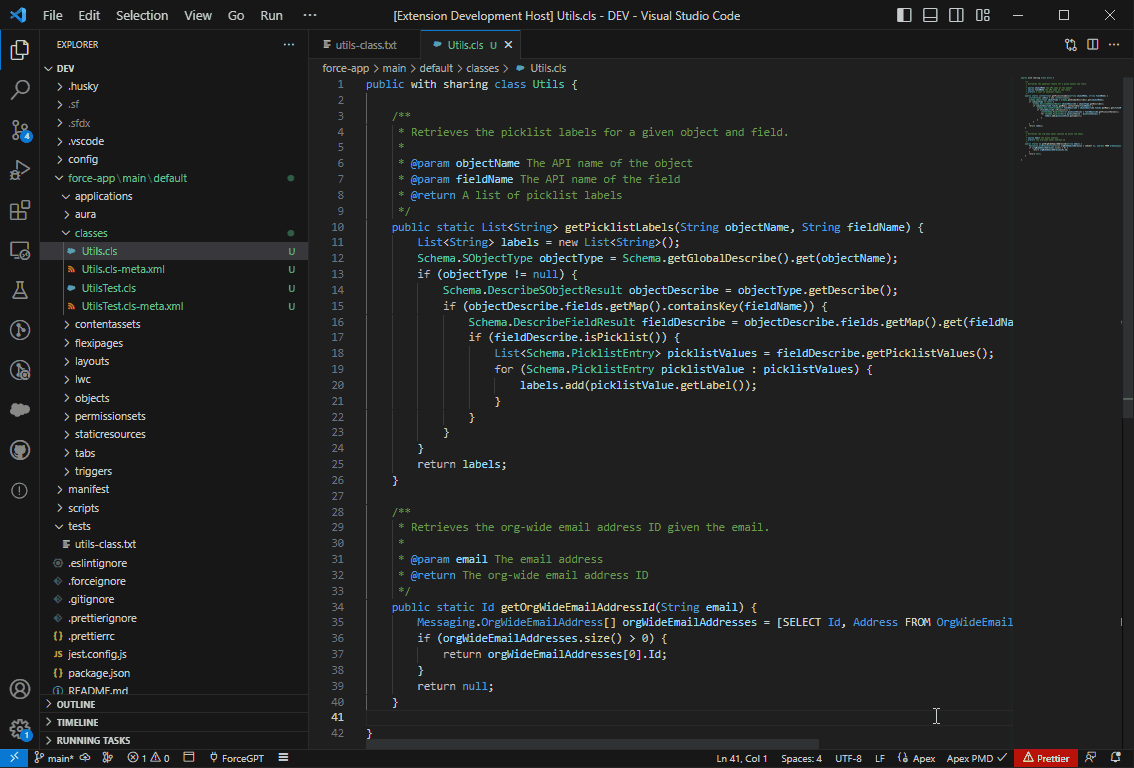 File Edit Selection View Go Run ··· [Extension Development Host] Utils.cls - DEV - Visual Studio Code
EXPLORER ···
DEV
.husky
.sf
.sfdx
.vscode
config
force-app\main\default
applications
aura
classes
Utils.cls U
Utils.cls-meta.xml U
UtilsTest.cls U
UtilsTest.cls-meta.xml U
contentassets
flexipages
layouts
lwc
objects
permissionsets
staticresources
tabs
triggers
manifest
scripts
tests
utils-class.txt
.eslintignore
.forceignore
.gitignore
.prettierignore
{} .prettierrc
JS jest.config.js
{} package.json
README.md
OUTLINE
TIMELINE
RUNNING TASKS
4
1
utils-class.txt Utils.cls U
force-app > main > default > classes > Utils.cls
1 public with sharing class Utils {
2
3 /**
4 * Retrieves the picklist labels for a given object and field.
5 *
6 * @param objectName The API name of the object
7 * @param fieldName The API name of the field
8 * @return A list of picklist labels
9 */
10 public static List<String> getPicklistLabels(String objectName, String fieldName) {
11 List<String> labels = new List<String>();
12 Schema.SObjectType objectType = Schema.getGlobalDescribe().get(objectName);
13 if (objectType != null) {
14 Schema.DescribeSObjectResult objectDescribe = objectType.getDescribe();
15 if (objectDescribe.fields.getMap().containsKey(fieldName)) {
16 Schema.DescribeFieldResult fieldDescribe = objectDescribe.fields.getMap().get(fieldNa
17 if (fieldDescribe.isPicklist()) {
18 List<Schema.PicklistEntry> picklistValues = fieldDescribe.getPicklistValues();
19 for (Schema.PicklistEntry picklistValue : picklistValues) {
20 labels.add(picklistValue.getLabel());
21 }
22 }
23 }
24 }
25 return labels;
26 }
27
28 /**
29 * Retrieves the org-wide email address ID given the email.
30 *
31 * @param email The email address
32 * @return The org-wide email address ID
33 */
34 public static Id getOrgWideEmailAddressId(String email) {
35 Messaging.OrgWideEmailAddress[] orgWideEmailAddresses = [SELECT Id, Address FROM OrgWideEmail
36 if (orgWideEmailAddresses.size() > 0) {
37 return orgWideEmailAddresses[0].Id;
38 }
39 return null;
40 }
41
42 }
main* 1 0 ForceGPT Ln 41, Col 1 Spaces: 4 UTF-8 LF Apex Apex PMD Prettier